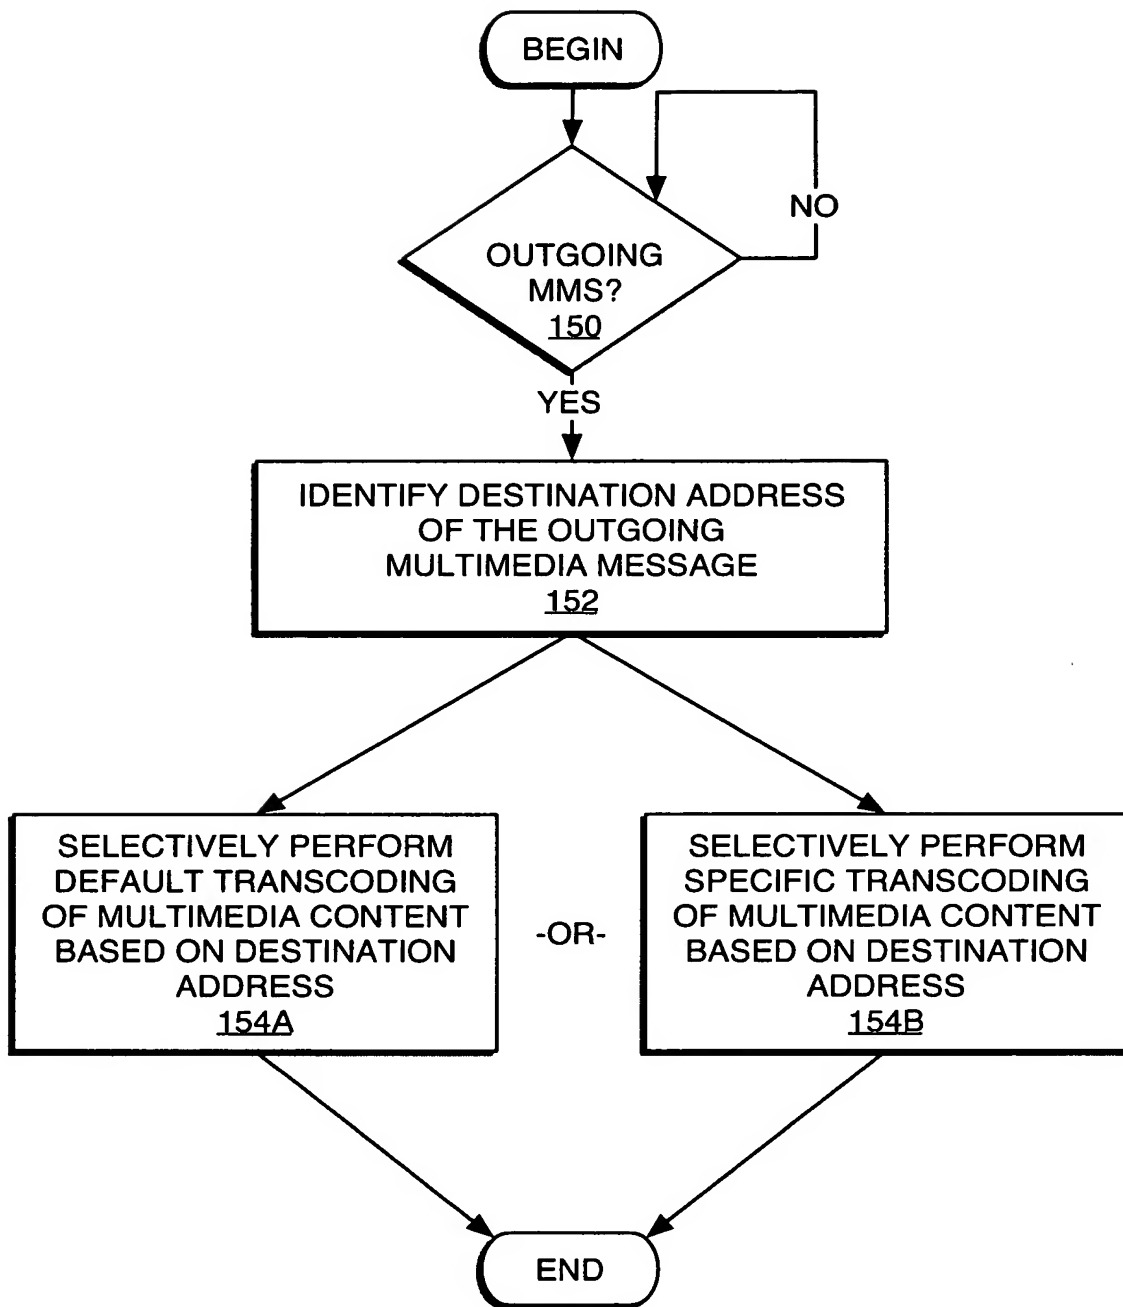 BEGIN
NO
OUTGOING
MMS?
150
YES
IDENTIFY DESTINATION ADDRESS
OF THE OUTGOING
MULTIMEDIA MESSAGE
152
SELECTIVELY PERFORM
DEFAULT TRANSCODING
OF MULTIMEDIA CONTENT
BASED ON DESTINATION
ADDRESS
154A
-OR-
SELECTIVELY PERFORM
SPECIFIC TRANSCODING
OF MULTIMEDIA CONTENT
BASED ON DESTINATION
ADDRESS
154B
END